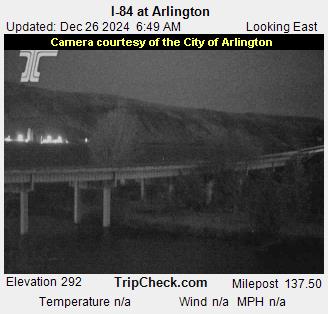 I-84 at Arlington
Updated: Dec 26 2024 6:49 AM Looking East
Camera courtesy of the City of Arlington
Elevation 292 TripCheck.com Milepost 137.50
Temperature n/a Wind n/a MPH n/a